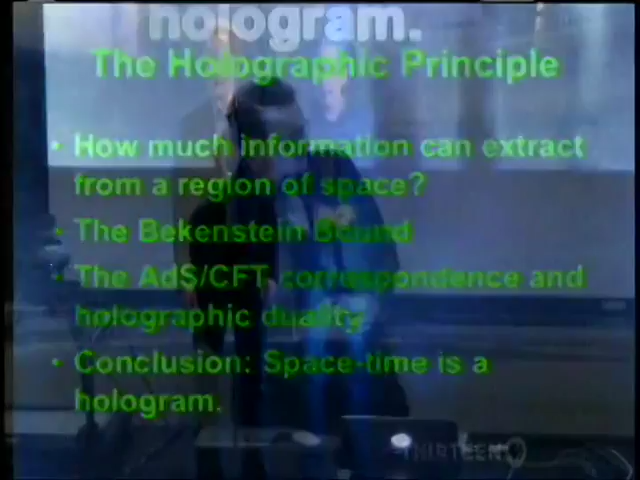 hologram.
The Holographic Principle
• How much information can extract
from a region of space?
• The Bekenstein Bound
• The AdS/CFT correspondence and
holographic duality
• Conclusion: Space-time is a
hologram.
THIRTEEN